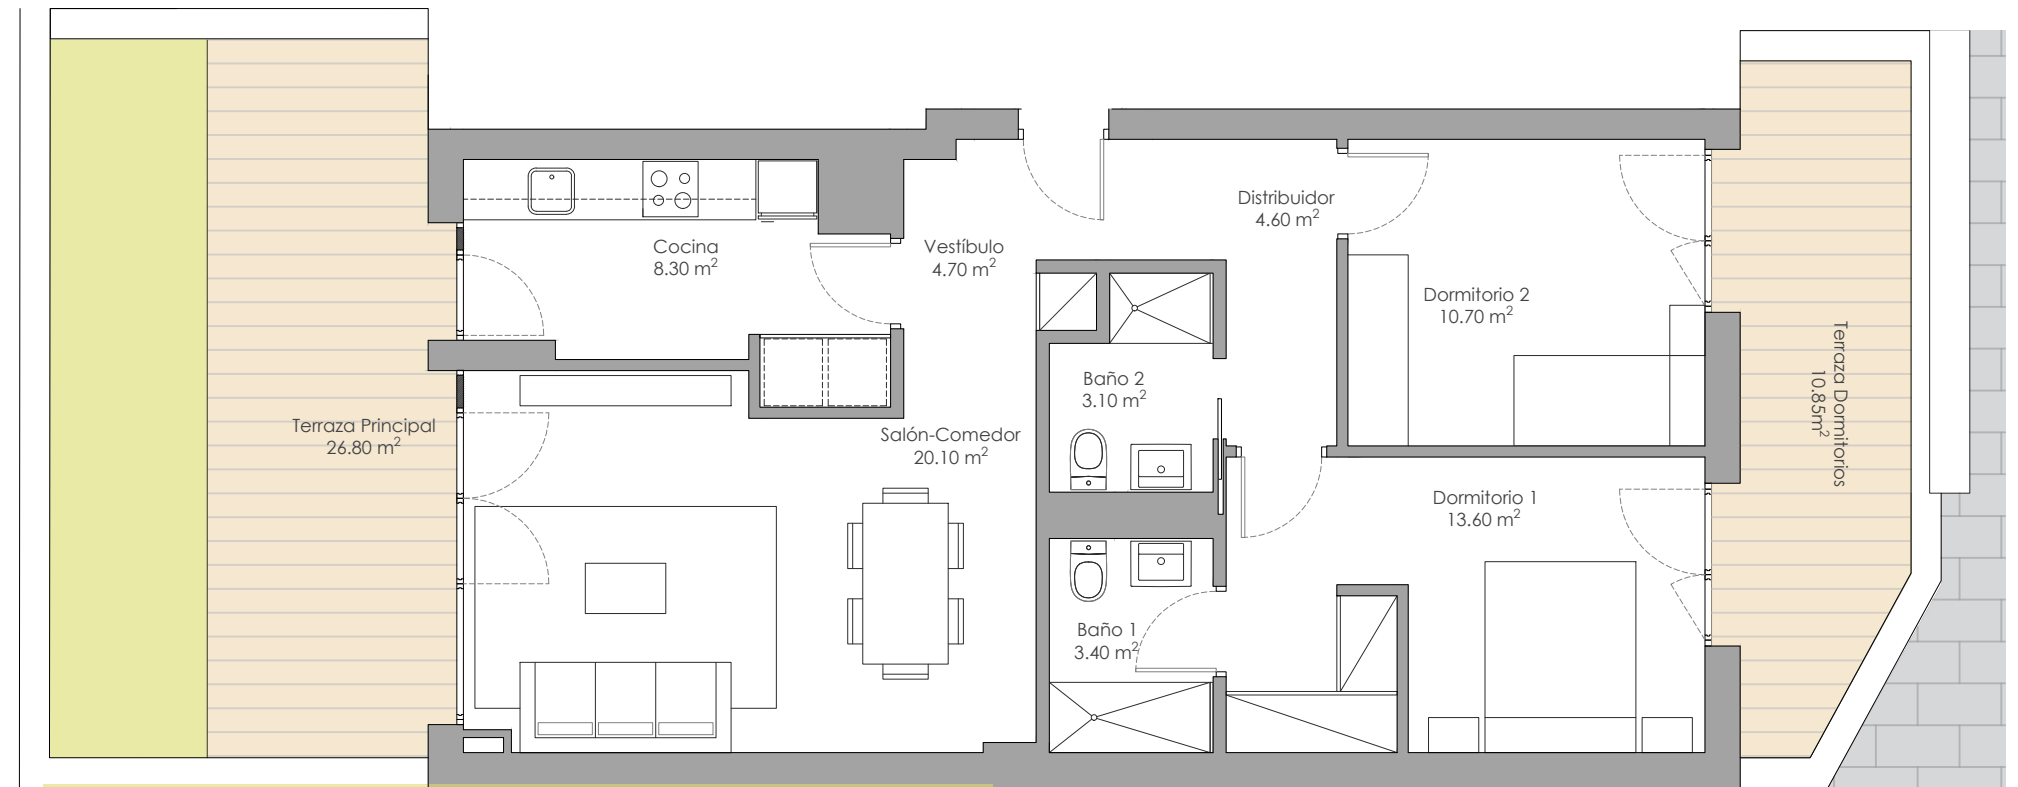 Cocina
8.30 m²
Vestíbulo
4.70 m²
Distribuidor
4.60 m²
Dormitorio 2
10.70 m²
Terraza Dormitorios
10.85m²
Baño 2
3.10 m²
Terraza Principal
26.80 m²
Salón-Comedor
20.10 m²
Dormitorio 1
13.60 m²
Baño 1
3.40 m²